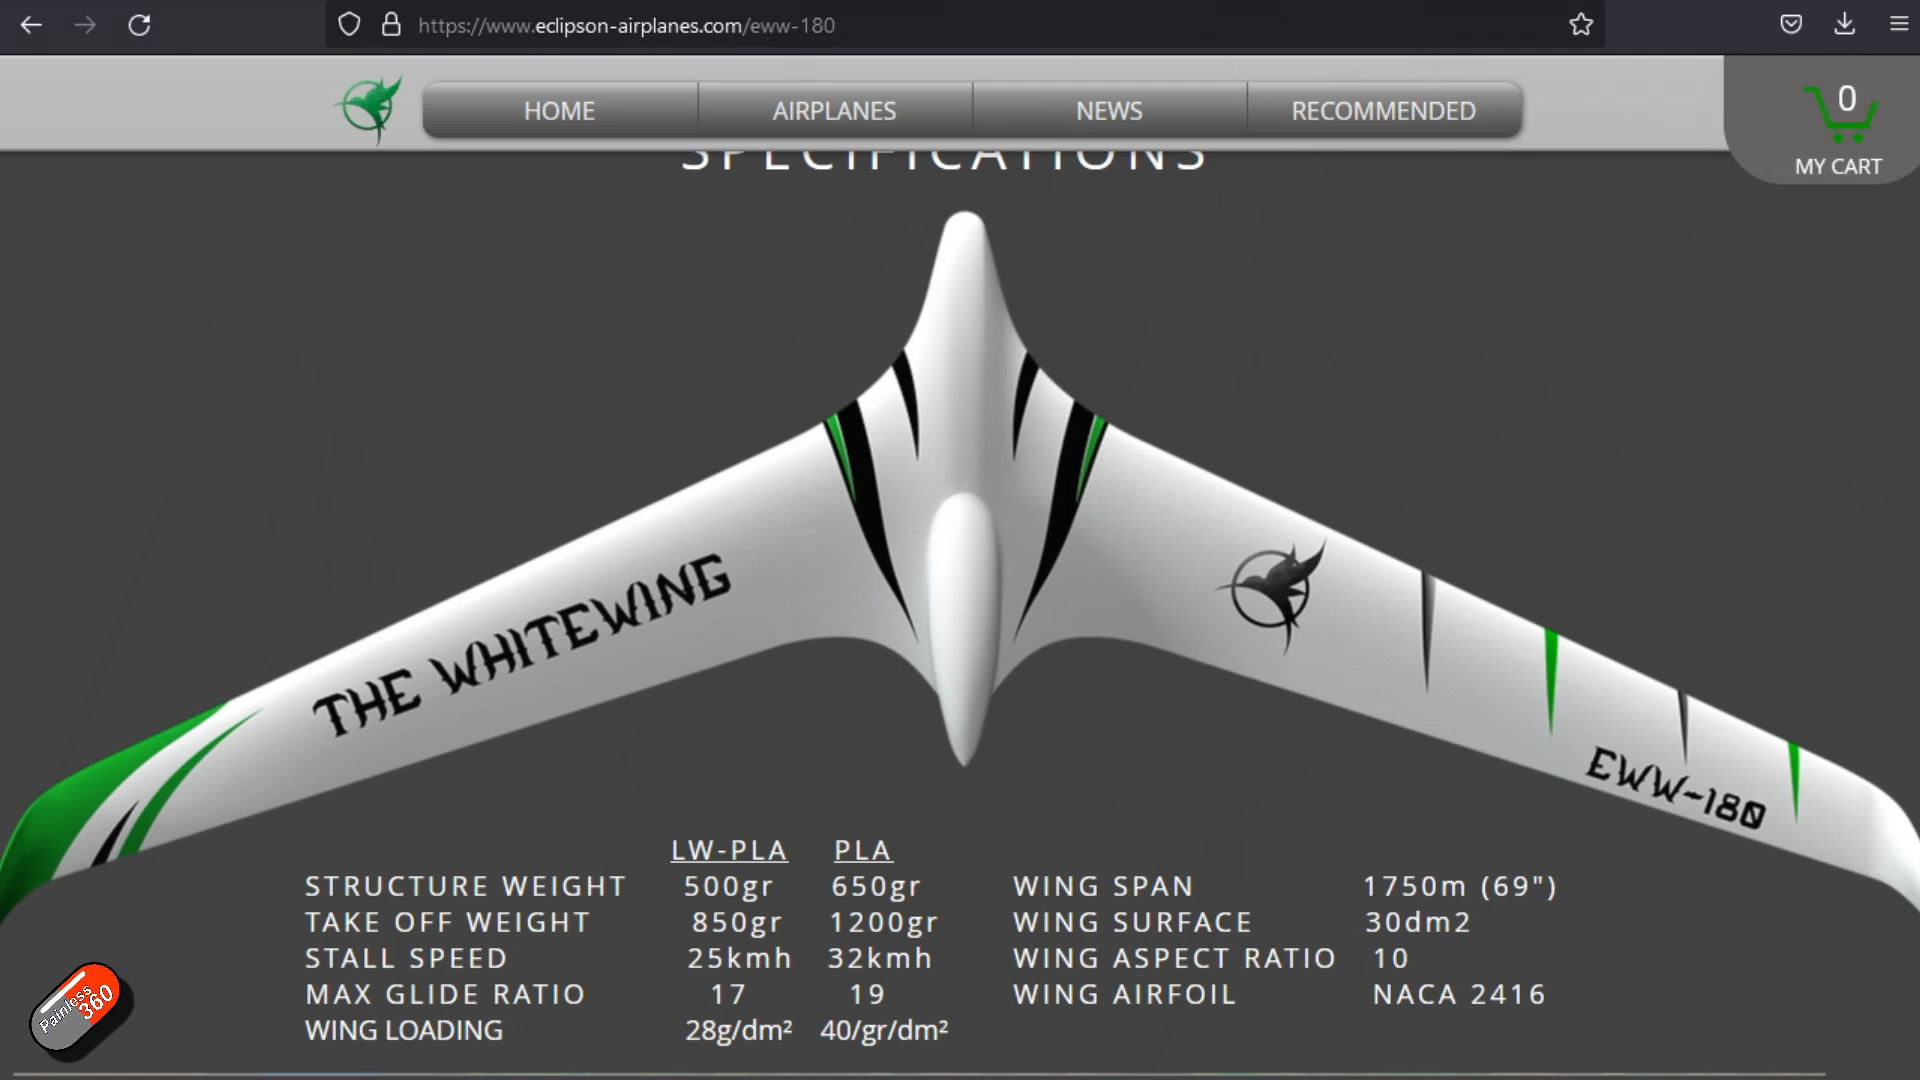 https://www.eclipson-airplanes.com/eww-180
HOME AIRPLANES NEWS RECOMMENDED
0
MY CART
SPECIFICATIONS
THE WHITEWING
EWW-180
LW-PLA PLA
STRUCTURE WEIGHT 500gr 650gr WING SPAN 1750m (69")
TAKE OFF WEIGHT 850gr 1200gr WING SURFACE 30dm2
STALL SPEED 25kmh 32kmh WING ASPECT RATIO 10
MAX GLIDE RATIO 17 19 WING AIRFOIL NACA 2416
WING LOADING 28g/dm² 40/gr/dm²
Painless
360